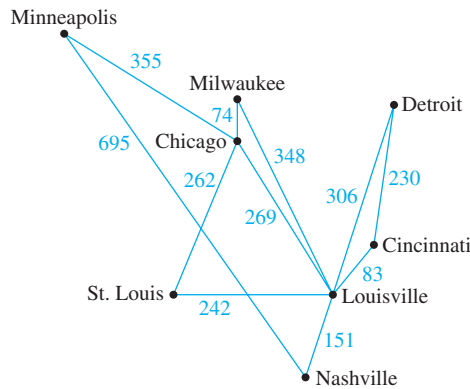 Minneapolis
355
Milwaukee
74
Detroit
695
Chicago
348
262
306
230
269
Cincinnati
83
St. Louis
242
Louisville
151
Nashville